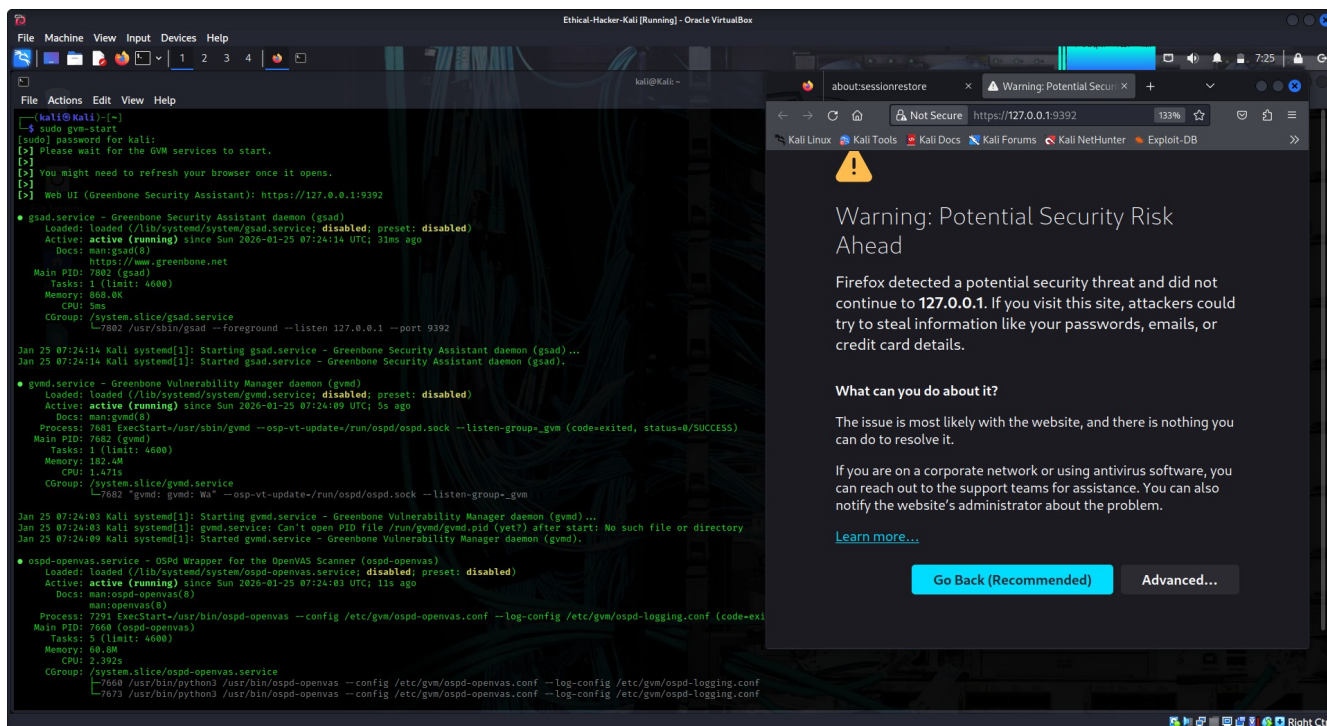 Ethical-Hacker-Kali [Running] - Oracle VirtualBox
File Machine View Input Devices Help
1 2 3 4
7:25
kali@Kali: ~
File Actions Edit View Help
(kali㉿Kali)-[~]
$ sudo gvm-start
[sudo] password for kali:
[>] Please wait for the GVM services to start.
[>]
[>] You might need to refresh your browser once it opens.
[>]
[>] Web UI (Greenbone Security Assistant): https://127.0.0.1:9392
● gsad.service - Greenbone Security Assistant daemon (gsad)
Loaded: loaded (/lib/systemd/system/gsad.service; disabled; preset: disabled)
Active: active (running) since Sun 2026-01-25 07:24:14 UTC; 31ms ago
Docs: man:gsad(8)
https://www.greenbone.net
Main PID: 7802 (gsad)
Tasks: 1 (limit: 4600)
Memory: 868.0K
CPU: 5ms
CGroup: /system.slice/gsad.service
└─7802 /usr/sbin/gsad --foreground --listen 127.0.0.1 --port 9392
Jan 25 07:24:14 Kali systemd[1]: Starting gsad.service - Greenbone Security Assistant daemon (gsad)...
Jan 25 07:24:14 Kali systemd[1]: Started gsad.service - Greenbone Security Assistant daemon (gsad).
● gvmd.service - Greenbone Vulnerability Manager daemon (gvmd)
Loaded: loaded (/lib/systemd/system/gvmd.service; disabled; preset: disabled)
Active: active (running) since Sun 2026-01-25 07:24:09 UTC; 5s ago
Docs: man:gvmd(8)
Process: 7681 ExecStart=/usr/sbin/gvmd --osp-vt-update=/run/ospd/ospd.sock --listen-group=_gvm (code=exited, status=0/SUCCESS)
Main PID: 7682 (gvmd)
Tasks: 1 (limit: 4600)
Memory: 182.4M
CPU: 1.471s
CGroup: /system.slice/gvmd.service
└─7682 "gvmd: gvmd: Wa" --osp-vt-update=/run/ospd/ospd.sock --listen-group=_gvm
Jan 25 07:24:03 Kali systemd[1]: Starting gvmd.service - Greenbone Vulnerability Manager daemon (gvmd)...
Jan 25 07:24:03 Kali systemd[1]: gvmd.service: Can't open PID file /run/gvmd/gvmd.pid (yet?) after start: No such file or directory
Jan 25 07:24:09 Kali systemd[1]: Started gvmd.service - Greenbone Vulnerability Manager daemon (gvmd).
● ospd-openvas.service - OSPd Wrapper for the OpenVAS Scanner (ospd-openvas)
Loaded: loaded (/lib/systemd/system/ospd-openvas.service; disabled; preset: disabled)
Active: active (running) since Sun 2026-01-25 07:24:03 UTC; 11s ago
Docs: man:ospd-openvas(8)
man:openvas(8)
Process: 7291 ExecStart=/usr/bin/ospd-openvas --config /etc/gvm/ospd-openvas.conf --log-config /etc/gvm/ospd-logging.conf (code=exi
Main PID: 7660 (ospd-openvas)
Tasks: 5 (limit: 4600)
Memory: 60.8M
CPU: 2.392s
CGroup: /system.slice/ospd-openvas.service
├─7660 /usr/bin/python3 /usr/bin/ospd-openvas --config /etc/gvm/ospd-openvas.conf --log-config /etc/gvm/ospd-logging.conf
└─7673 /usr/bin/python3 /usr/bin/ospd-openvas --config /etc/gvm/ospd-openvas.conf --log-config /etc/gvm/ospd-logging.conf
about:sessionrestore
Warning: Potential Securi
Not Secure https://127.0.0.1:9392 133%
Kali Linux Kali Tools Kali Docs Kali Forums Kali NetHunter Exploit-DB
Warning: Potential Security Risk
Ahead
Firefox detected a potential security threat and did not
continue to 127.0.0.1. If you visit this site, attackers could
try to steal information like your passwords, emails, or
credit card details.
What can you do about it?
The issue is most likely with the website, and there is nothing you
can do to resolve it.
If you are on a corporate network or using antivirus software, you
can reach out to the support teams for assistance. You can also
notify the website's administrator about the problem.
Learn more…
Go Back (Recommended)
Advanced…
Right Ct